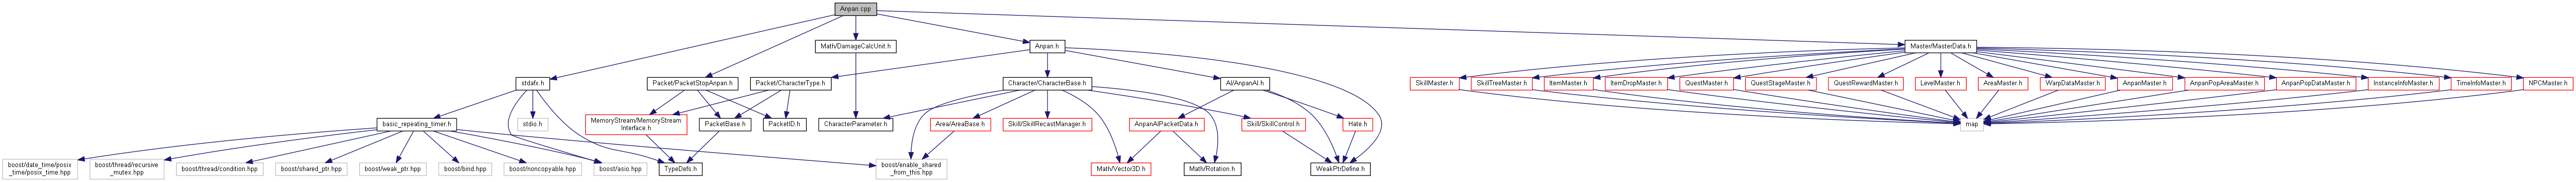 Anpan.cpp
Math/DamageCalcUnit.h
Anpan.h
Master/MasterData.h
stdafx.h
Packet/PacketStopAnpan.h
Packet/CharacterType.h
Character/CharacterBase.h
AI/AnpanAI.h
SkillMaster.h
SkillTreeMaster.h
ItemMaster.h
ItemDropMaster.h
QuestMaster.h
QuestStageMaster.h
QuestRewardMaster.h
LevelMaster.h
AreaMaster.h
WarpDataMaster.h
AnpanMaster.h
AnpanPopAreaMaster.h
AnpanPopDataMaster.h
InstanceInfoMaster.h
TimeInfoMaster.h
NPCMaster.h
basic_repeating_timer.h
stdio.h
MemoryStream/MemoryStream
Interface.h
PacketBase.h
PacketID.h
CharacterParameter.h
Area/AreaBase.h
Skill/SkillRecastManager.h
AnpanAIPacketData.h
Skill/SkillControl.h
Hate.h
map
boost/date_time/posix
_time/posix_time.hpp
boost/thread/recursive
_mutex.hpp
boost/thread/condition.hpp
boost/shared_ptr.hpp
boost/weak_ptr.hpp
boost/bind.hpp
boost/noncopyable.hpp
boost/asio.hpp
TypeDefs.h
boost/enable_shared
_from_this.hpp
Math/Vector3D.h
Math/Rotation.h
WeakPtrDefine.h